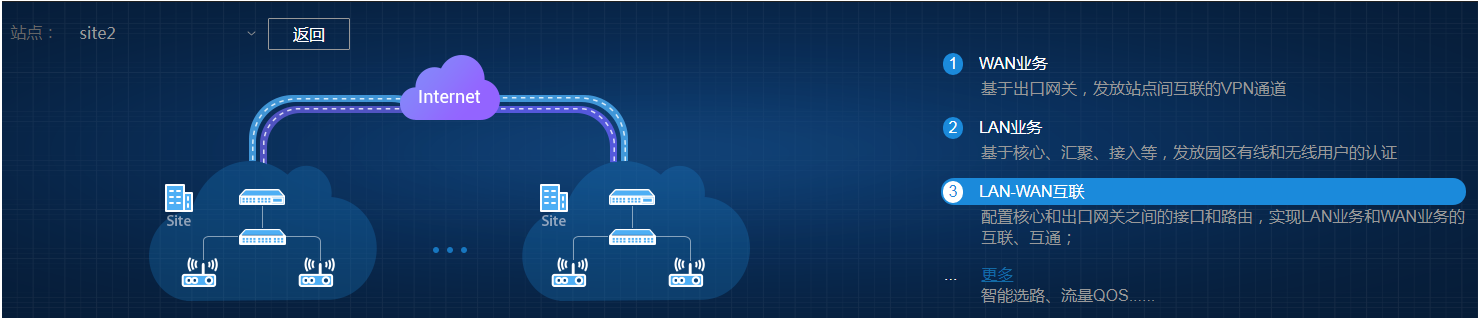 站点：
site2
返回
Internet
Site
Site
1 WAN业务
基于出口网关，发放站点间互联的VPN通道
2 LAN业务
基于核心、汇聚、接入等，发放园区有线和无线用户的认证
3 LAN-WAN互联
配置核心和出口网关之间的接口和路由，实现LAN业务和WAN业务的
互联、互通；
... 更多
智能选路、流量QOS......